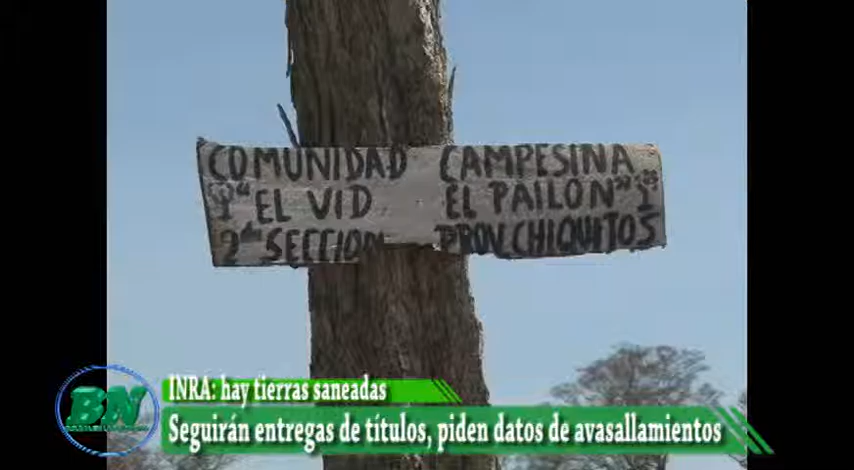 COMUNIDAD CAMPESINA
"EL VID EL PAILON"
2ª SECCION PROV CHIQUITOS
INRA: hay tierras saneadas
BN
Seguirán entregas de títulos, piden datos de avasallamientos